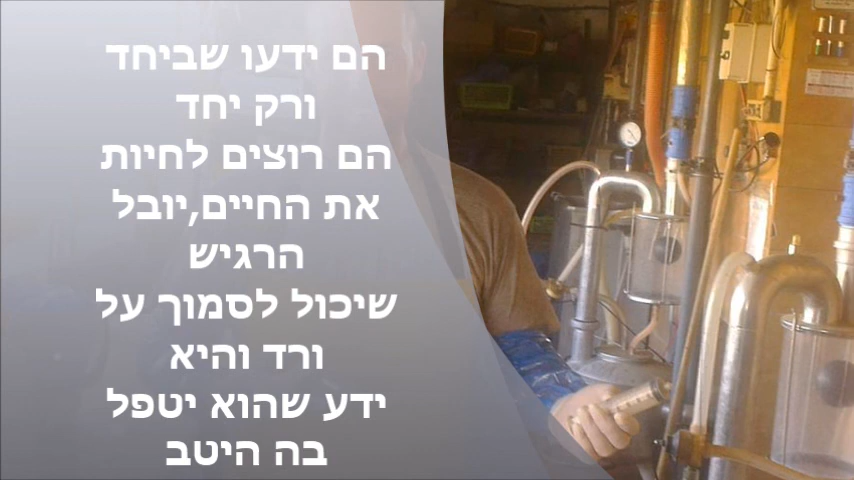 הם ידעו שביחד
ורק יחד
הם רוצים לחיות
את החיים,יובל
הרגיש
שיכול לסמוך על
ורד והיא
ידע שהוא יטפל
בה היטב